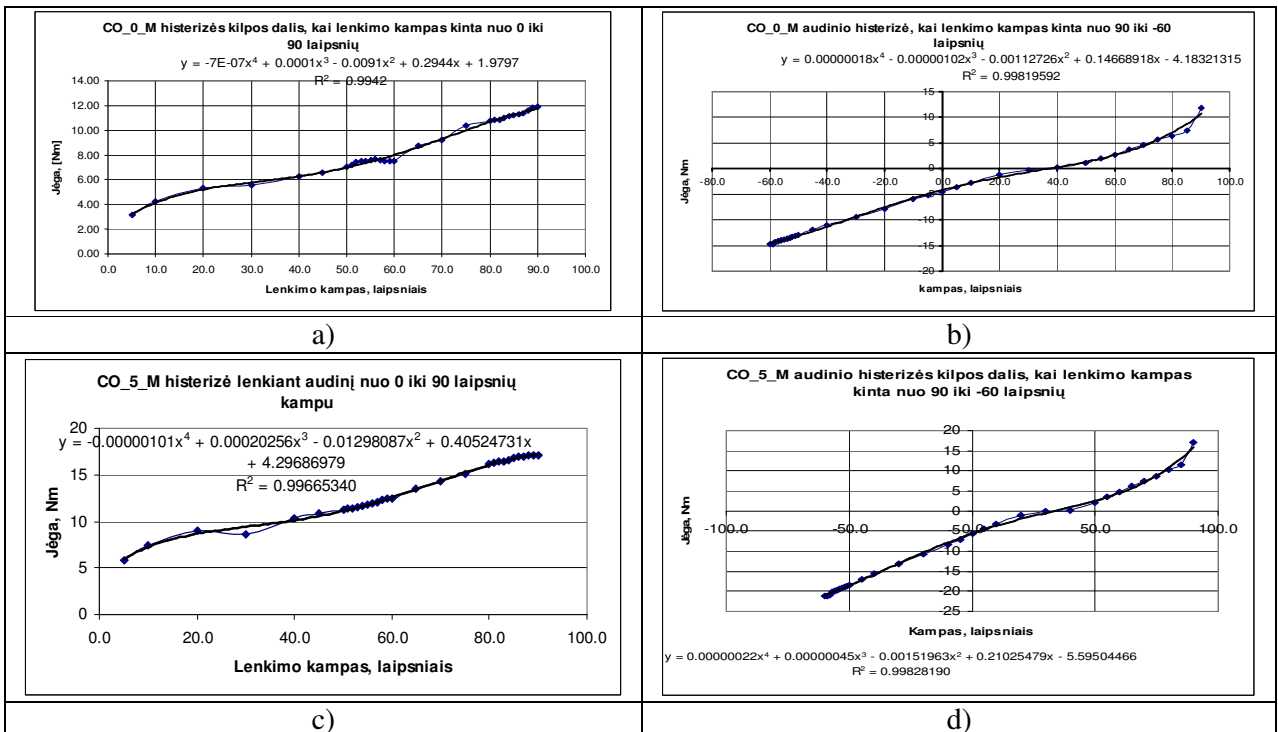 CO_0_M histerizės kilpos dalis, kai lenkimo kampas kinta nuo 0 iki
90 laipsnių
y = -7E-07x⁴ + 0.0001x³ - 0.0091x² + 0.2944x + 1.9797
R² = 0.9942
14.00
12.00
10.00
8.00
6.00
4.00
2.00
0.00
0.0 10.0 20.0 30.0 40.0 50.0 60.0 70.0 80.0 90.0 100.0
Jėga, [Nm]
Lenkimo kampas, laipsniais
a)
CO_0_M audinio histerizė, kai lenkimo kampas kinta nuo 90 iki -60
laipsnių
y = 0.00000018x⁴ - 0.00000102x³ - 0.00112726x² + 0.14668918x - 4.18321315
R² = 0.99819592
15
10
5
0
-5
-10
-15
-20
-80.0 -60.0 -40.0 -20.0 0.0 20.0 40.0 60.0 80.0 100.0
Jėga, Nm
kampas, laipsniais
b)
CO_5_M histerizė lenkiant audinį nuo 0 iki 90 laipsnių
kampu
y = -0.00000101x⁴ + 0.00020256x³ - 0.01298087x² + 0.40524731x
+ 4.29686979
R² = 0.99665340
20
15
10
5
0
0.0 20.0 40.0 60.0 80.0 100.0
Jėga, Nm
Lenkimo kampas, laipsniais
c)
CO_5_M audinio histerizės kilpos dalis, kai lenkimo kampas
kinta nuo 90 iki -60 laipsnių
20
15
10
5
0
-5
-10
-15
-20
-25
-100.0 -50.0 0.0 50.0 100.0
Jėga, Nm
Kampas, laipsniais
y = 0.00000022x⁴ + 0.00000045x³ - 0.00151963x² + 0.21025479x - 5.59504466
R² = 0.99828190
d)